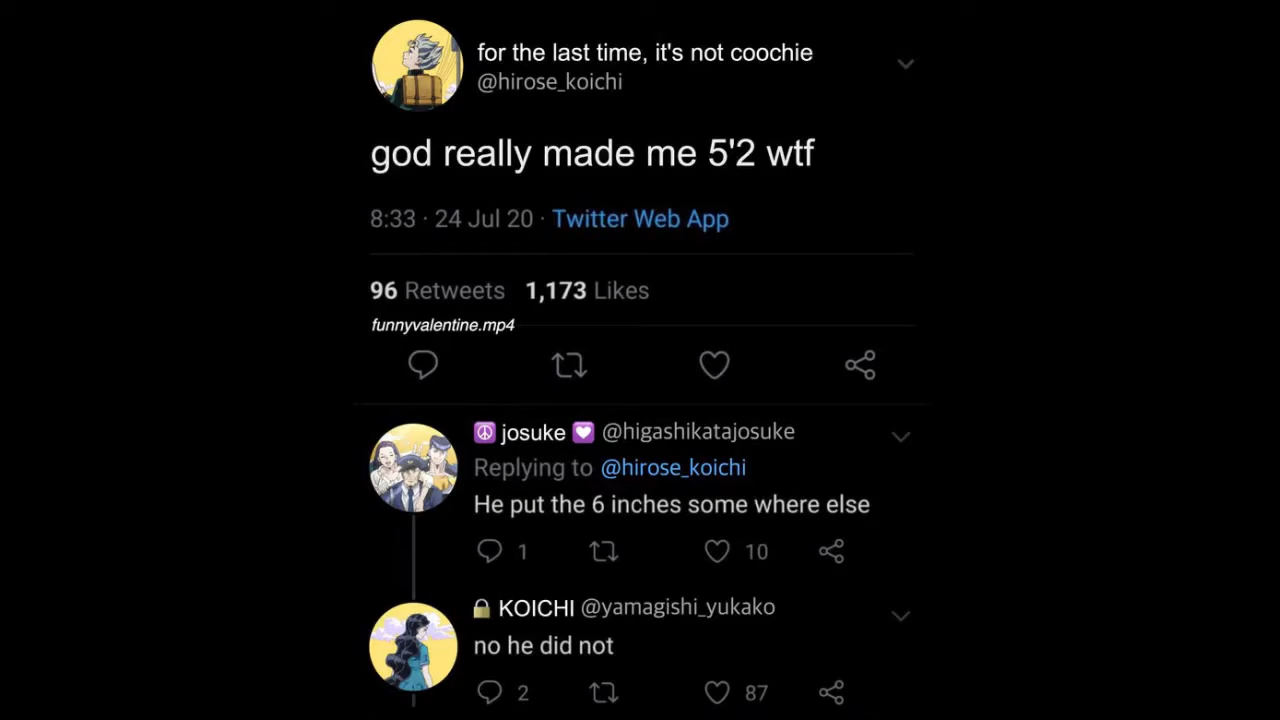 for the last time, it's not coochie
@hirose_koichi
god really made me 5'2 wtf
8:33 · 24 Jul 20 · Twitter Web App
96 Retweets 1,173 Likes
funnyvalentine.mp4
☮️ josuke 💟 @higashikatajosuke
Replying to @hirose_koichi
He put the 6 inches some where else
1 10
🔒 KOICHI @yamagishi_yukako
no he did not
2 87